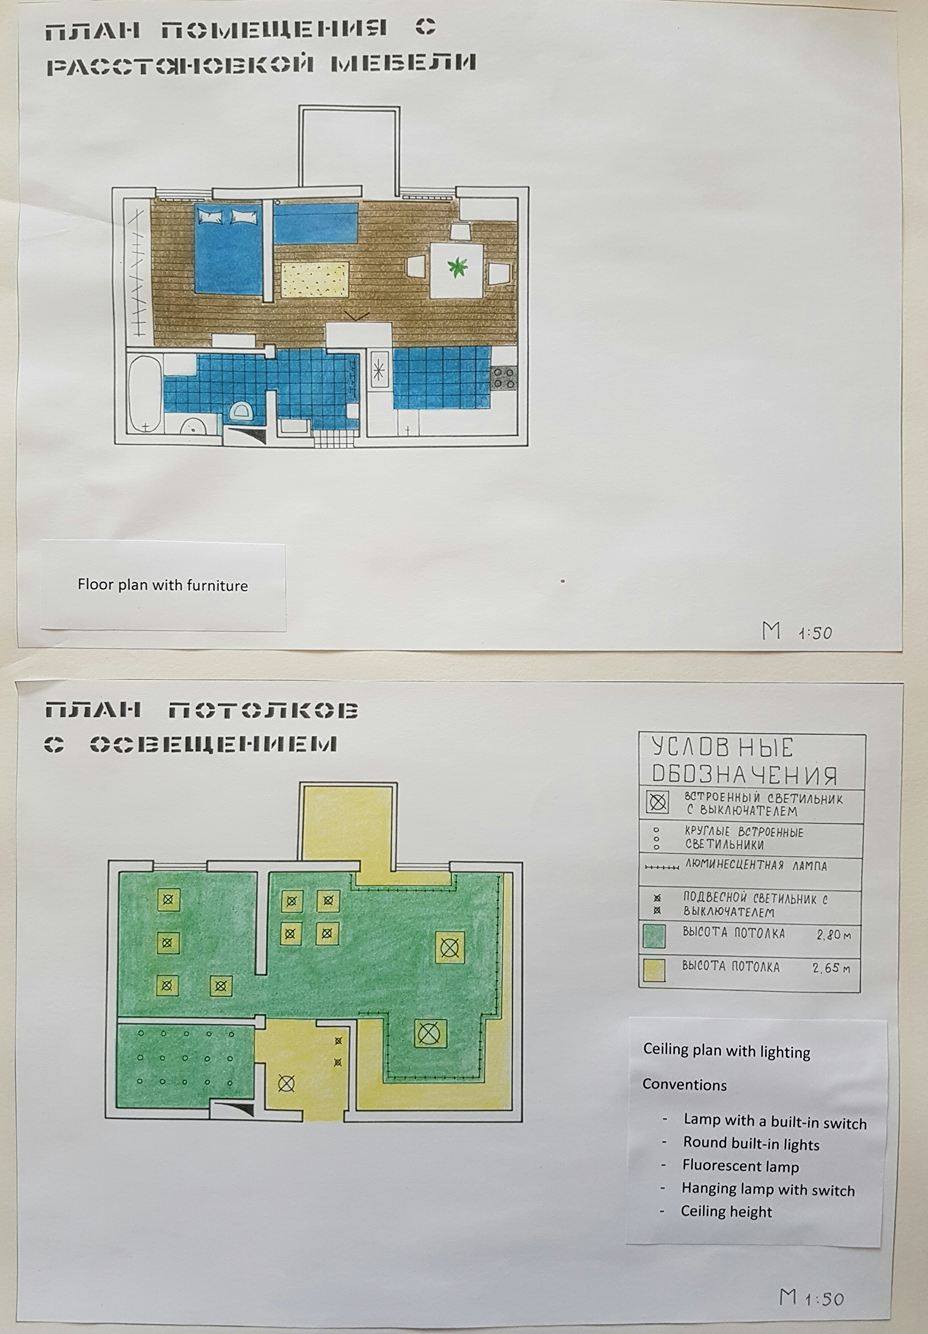 ПЛАН ПОМЕЩЕНИЯ С
РАССТАНОВКОЙ МЕБЕЛИ
Floor plan with furniture
М 1:50
ПЛАН ПОТОЛКОВ
С ОСВЕЩЕНИЕМ
УСЛОВНЫЕ
ОБОЗНАЧЕНИЯ
ВСТРОЕННЫЙ СВЕТИЛЬНИК
С ВЫКЛЮЧАТЕЛЕМ
КРУГЛЫЕ ВСТРОЕННЫЕ
СВЕТИЛЬНИКИ
ЛЮМИНЕСЦЕНТНАЯ ЛАМПА
ПОДВЕСНОЙ СВЕТИЛЬНИК С
ВЫКЛЮЧАТЕЛЕМ
ВЫСОТА ПОТОЛКА 2,80 м
ВЫСОТА ПОТОЛКА 2,65 м
Ceiling plan with lighting
Conventions
- Lamp with a built-in switch
- Round built-in lights
- Fluorescent lamp
- Hanging lamp with switch
- Ceiling height
М 1:50